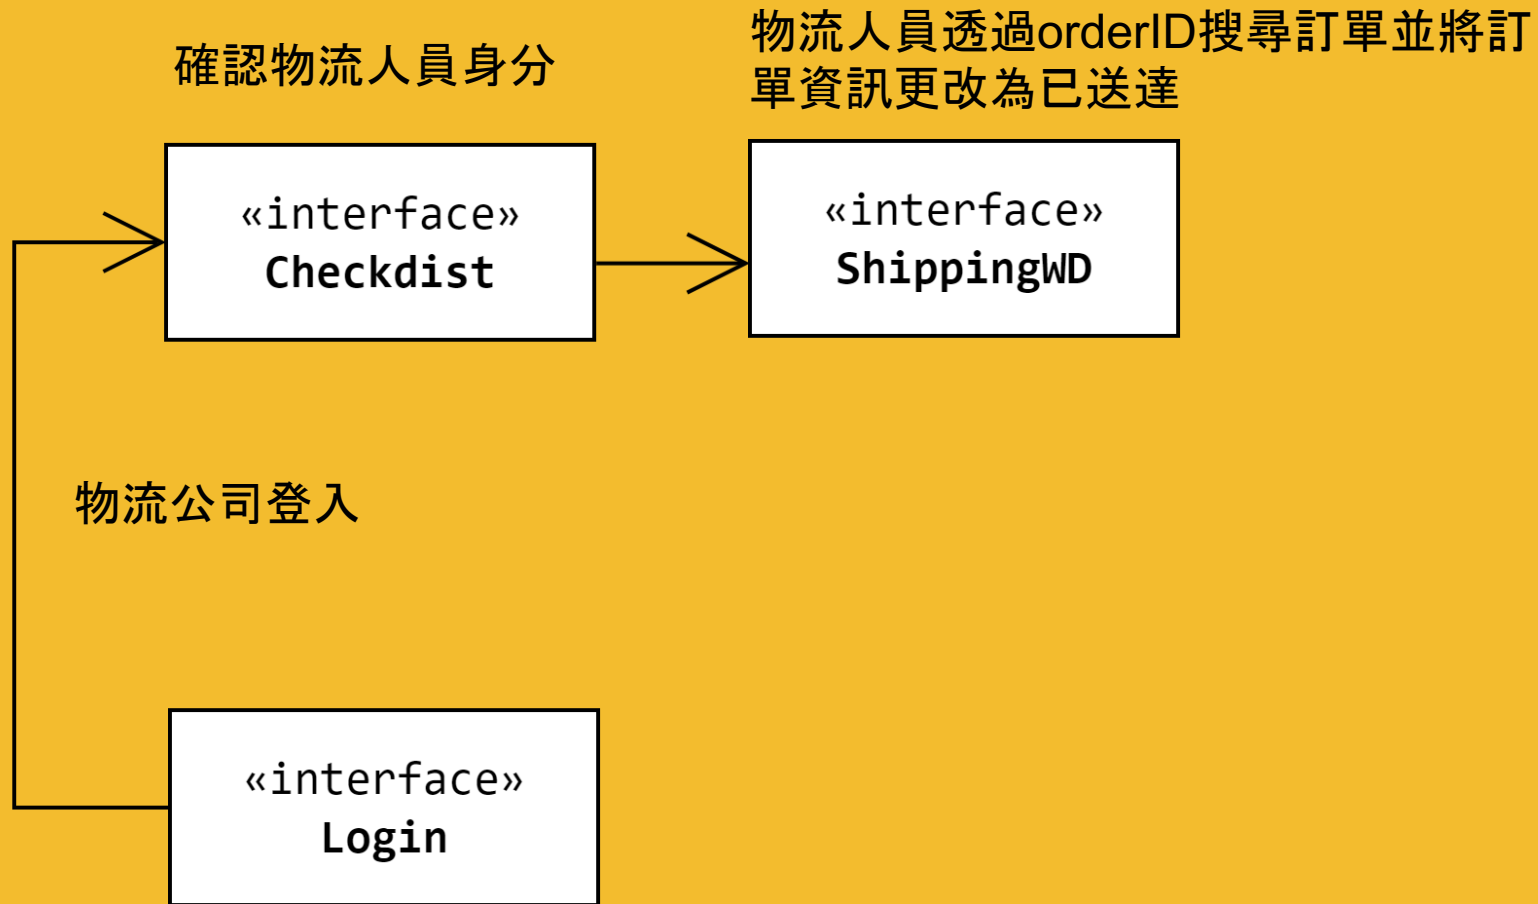 確認物流人員身分
物流人員透過orderID搜尋訂單並將訂
單資訊更改為已送達
«interface»
Checkdist
«interface»
ShippingWD
物流公司登入
«interface»
Login